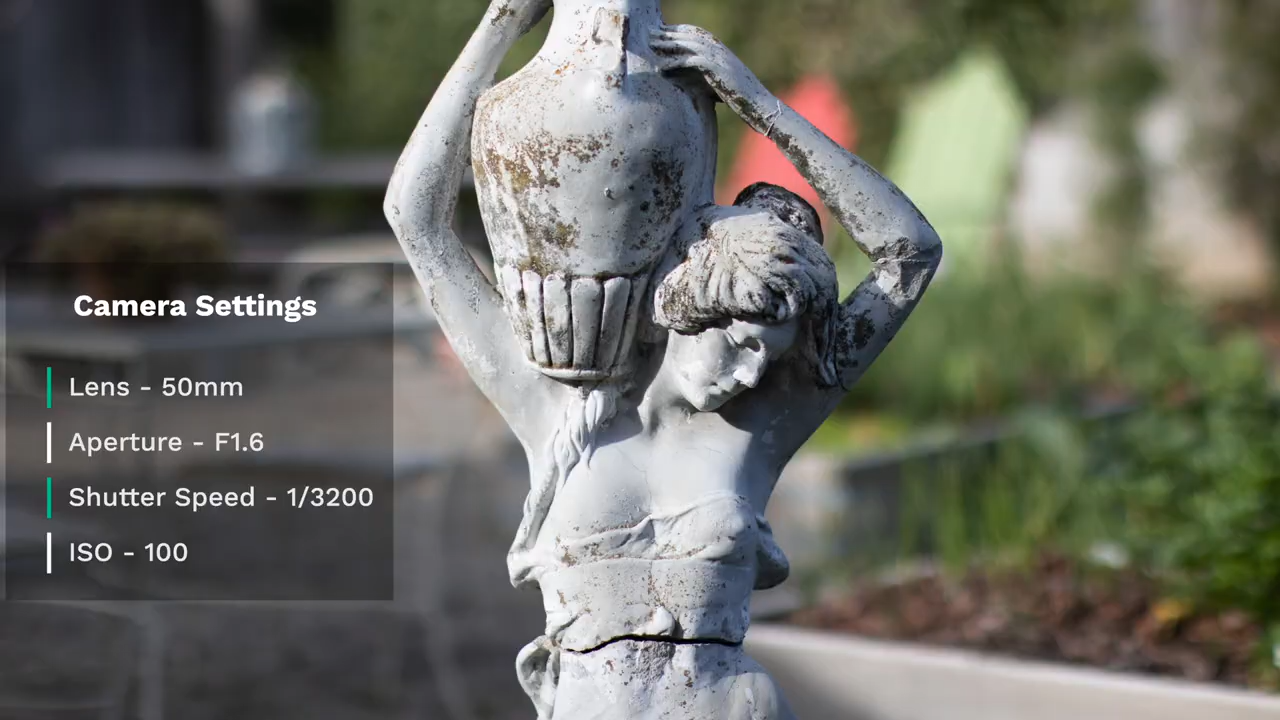 Camera Settings
Lens - 50mm
Aperture - F1.6
Shutter Speed - 1/3200
ISO - 100